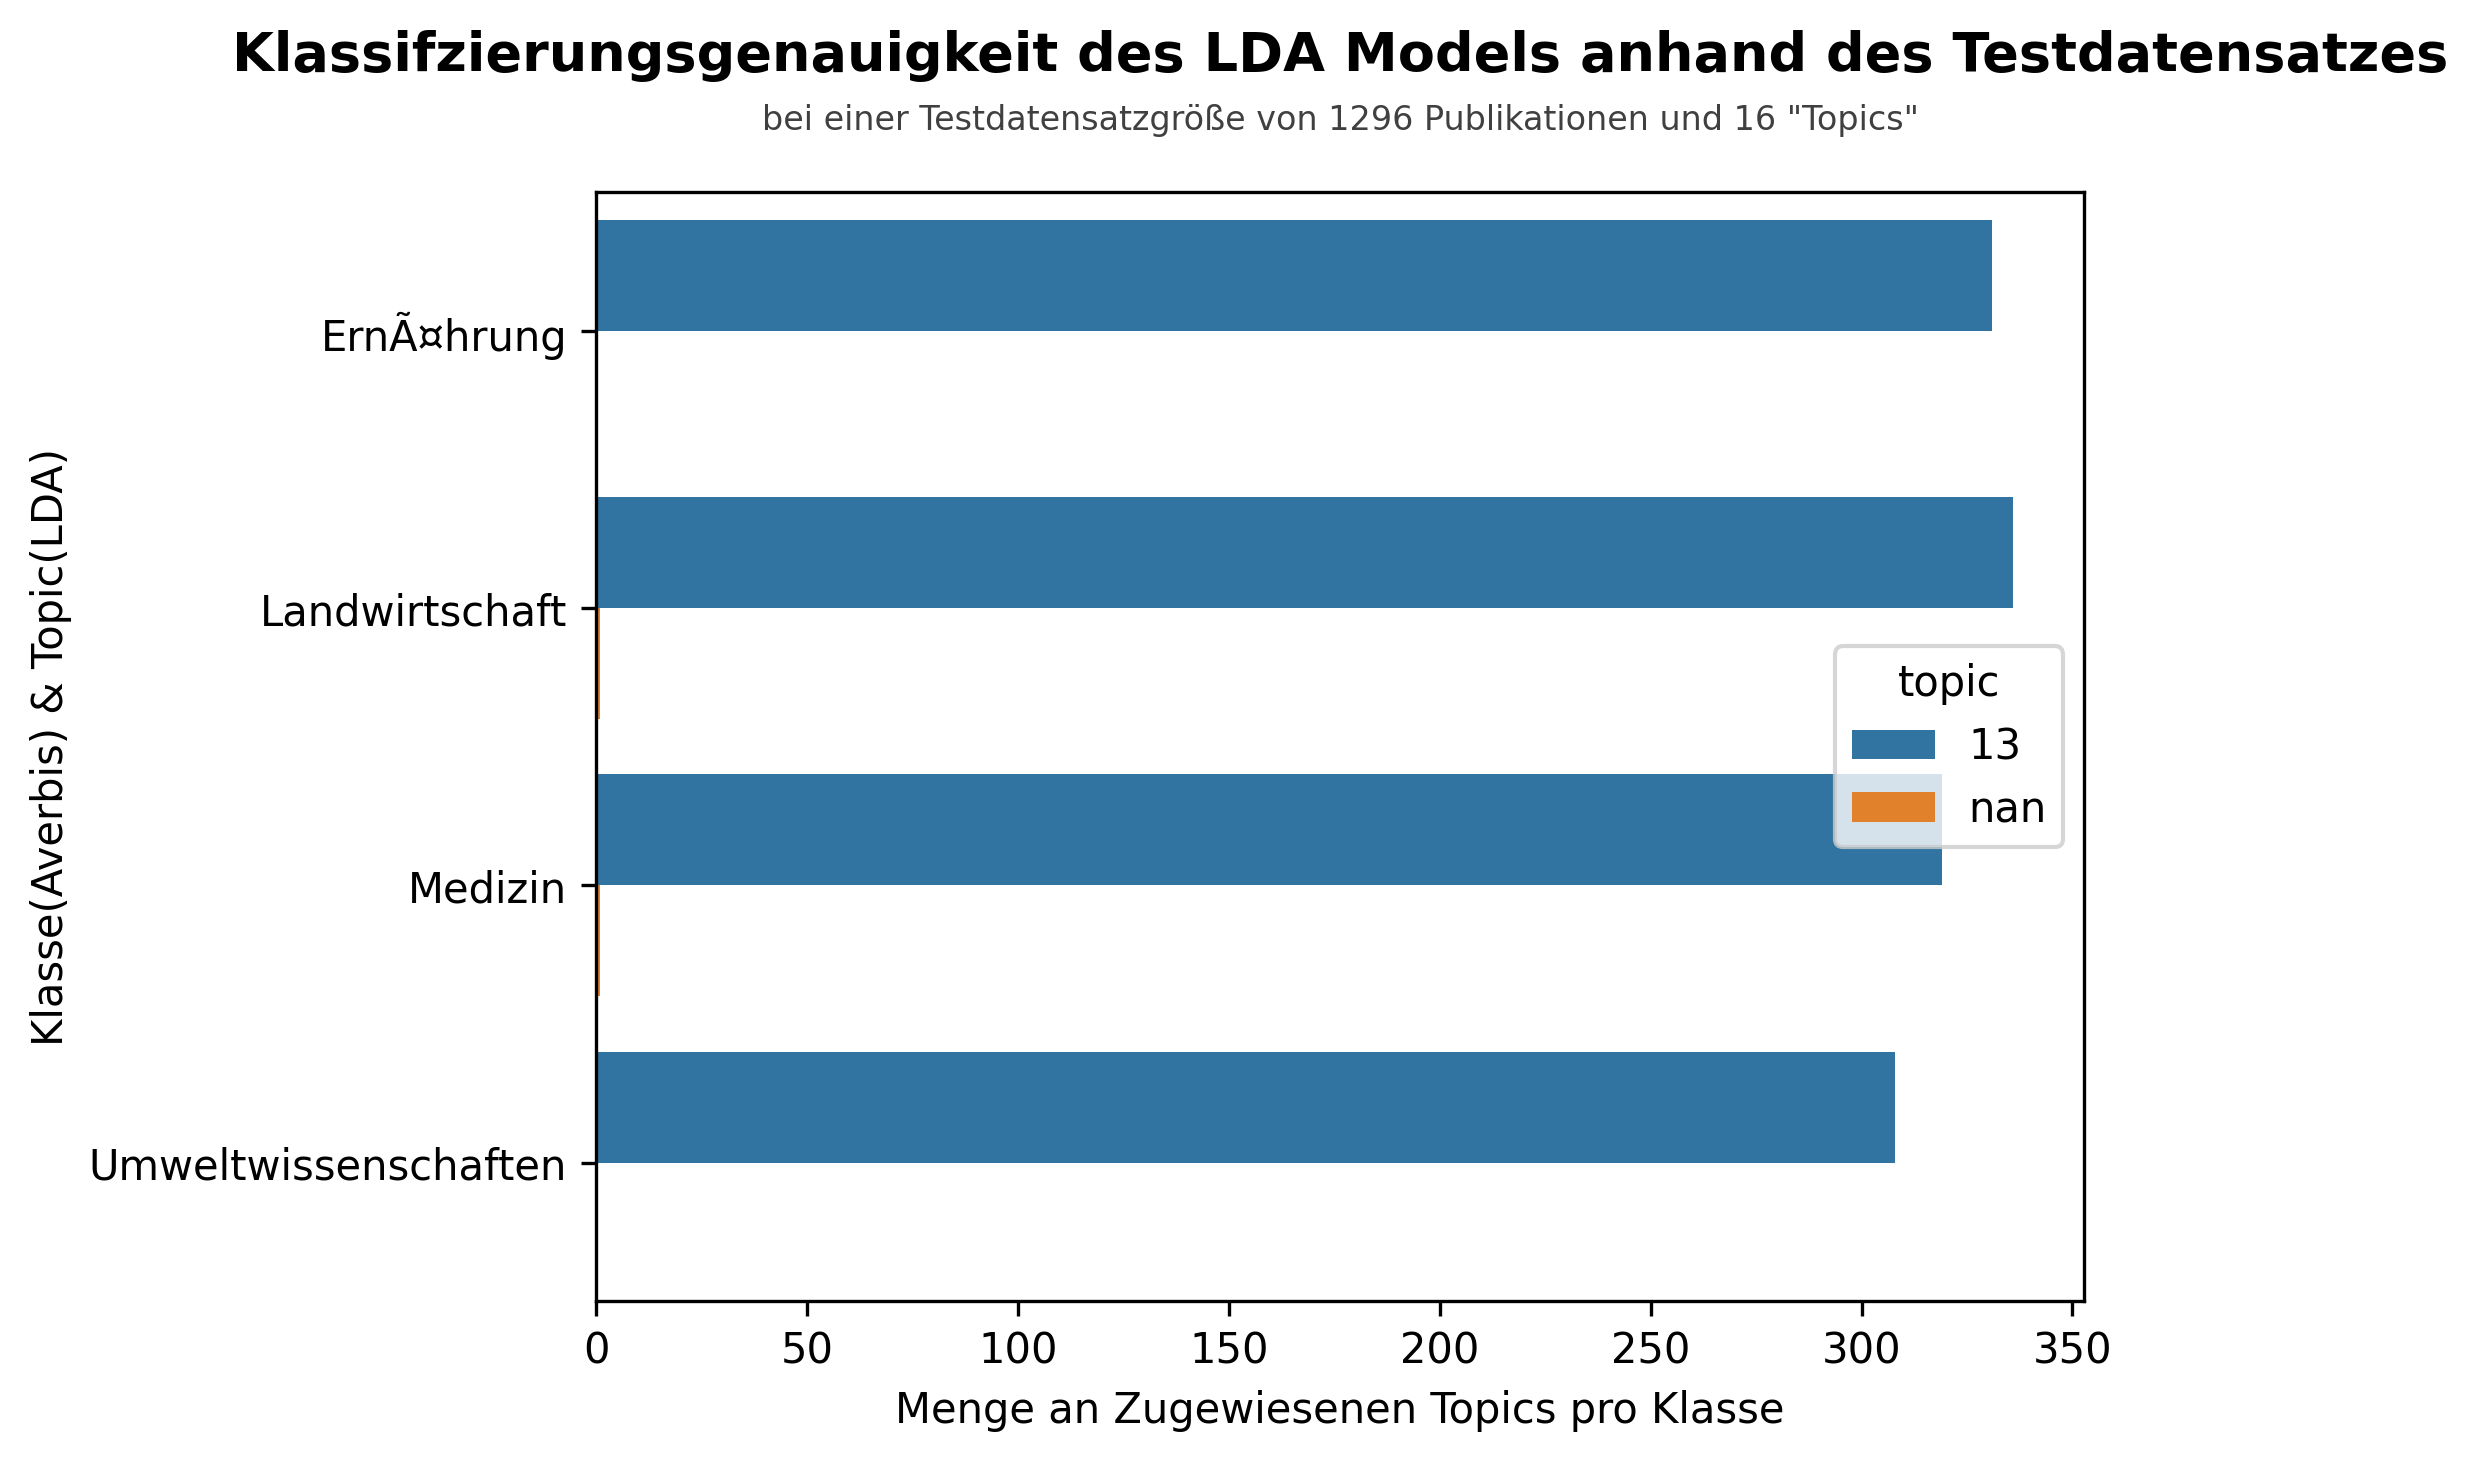 Klassifzierungsgenauigkeit des LDA Models anhand des Testdatensatzes
bei einer Testdatensatzgröße von 1296 Publikationen und 16 "Topics"
Klasse(Averbis) & Topic(LDA)
ErnÃ¤hrung
Landwirtschaft
Medizin
Umweltwissenschaften
topic
13
nan
0 50 100 150 200 250 300 350
Menge an Zugewiesenen Topics pro Klasse